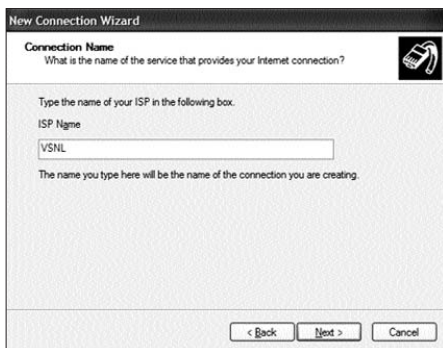 New Connection Wizard
Connection Name
What is the name of the service that provides your Internet connection?
Type the name of your ISP in the following box.
ISP Name
VSNL
The name you type here will be the name of the connection you are creating.
< Back Next > Cancel